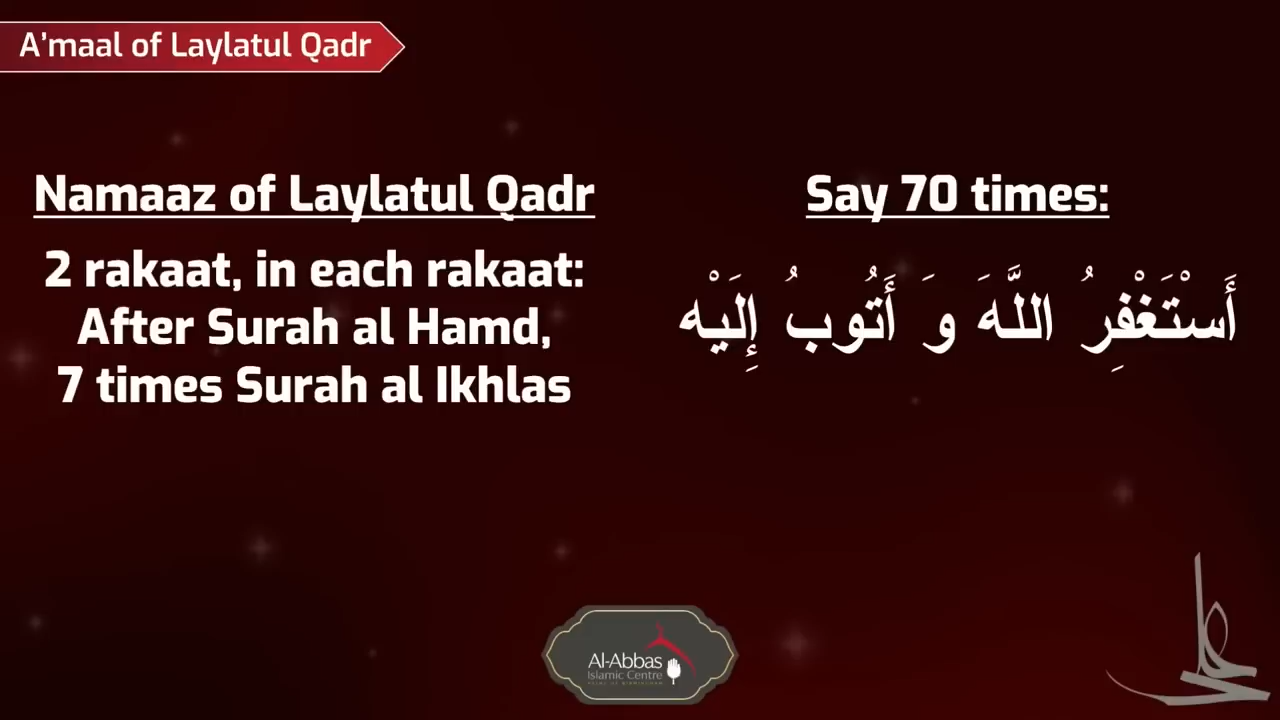 A'maal of Laylatul Qadr
Namaaz of Laylatul Qadr
2 rakaat, in each rakaat:
After Surah al Hamd,
7 times Surah al Ikhlas
Say 70 times:
أَسْتَغْفِرُ اللَّهَ وَ أَتُوبُ إِلَيْه
Al-Abbas
Islamic Centre